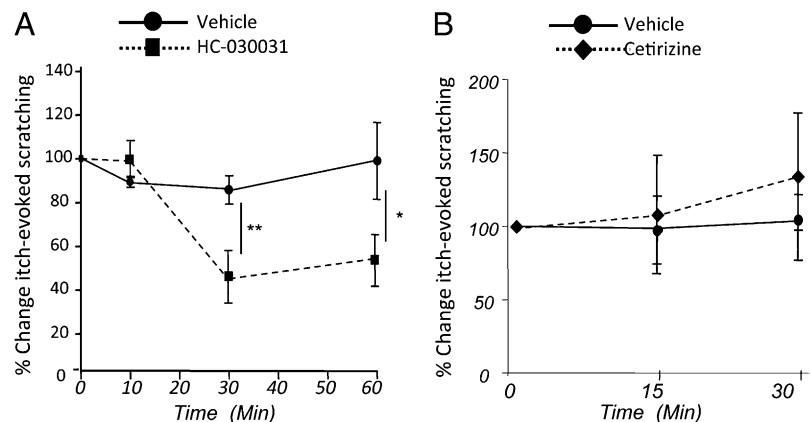 A
Vehicle
HC-030031
% Change itch-evoked scratching
140
120
100
80
60
40
20
0
**
*
0 10 20 30 40 50 60
Time (Min)
B
Vehicle
Cetirizine
% Change itch-evoked scratching
200
150
100
50
0
0 15 30
Time (Min)